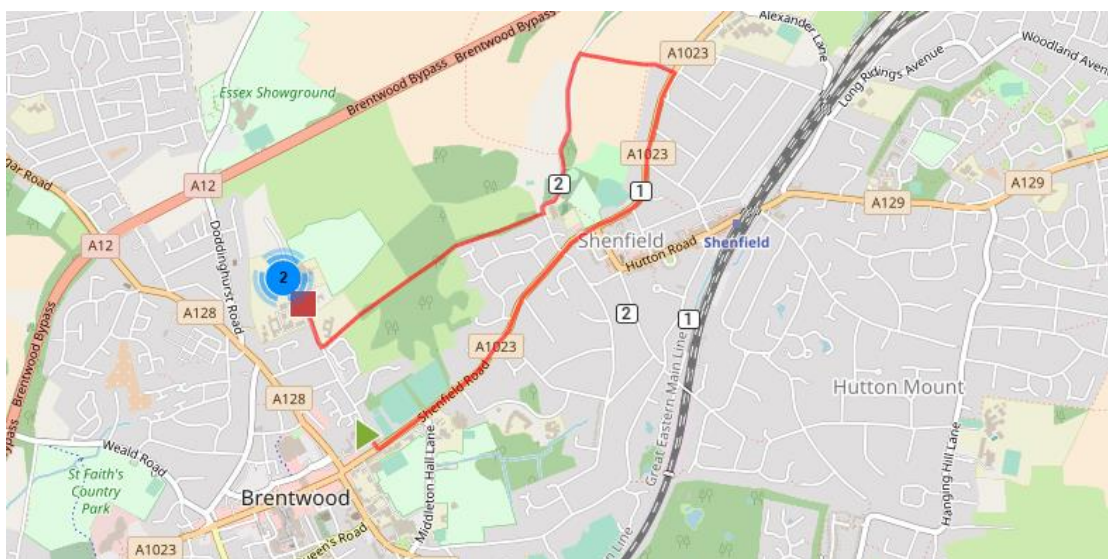 Alexander Lane
A1023
Woodland Avenue
Long Ridings Avenue
Brentwood Bypass
Brentwood Bypass
Essex Showground
A1023
A12
2
1
A129
A129
Road
Doddinghurst Road
Shenfield
Hutton Road
Shenfield
A12
2
A128
2
1
A1023
Brentwood Bypass
Great Eastern Main Line
Hutton Mount
A128
Shenfield Road
Weald Road
Middleton Hall Lane
Hanging Hill Lane
St Faith's
Country
Park
Brentwood
Queen's Road
A1023
Line